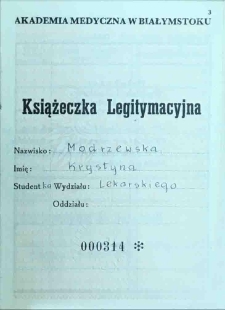 3
AKADEMIA MEDYCZNA W BIAŁYMSTOKU
Książeczka Legitymacyjna
Nazwisko: Modrzewska
Imię: Krystyna
Studentka Wydziału: Lekarskiego
Oddziału:
000314 ✻